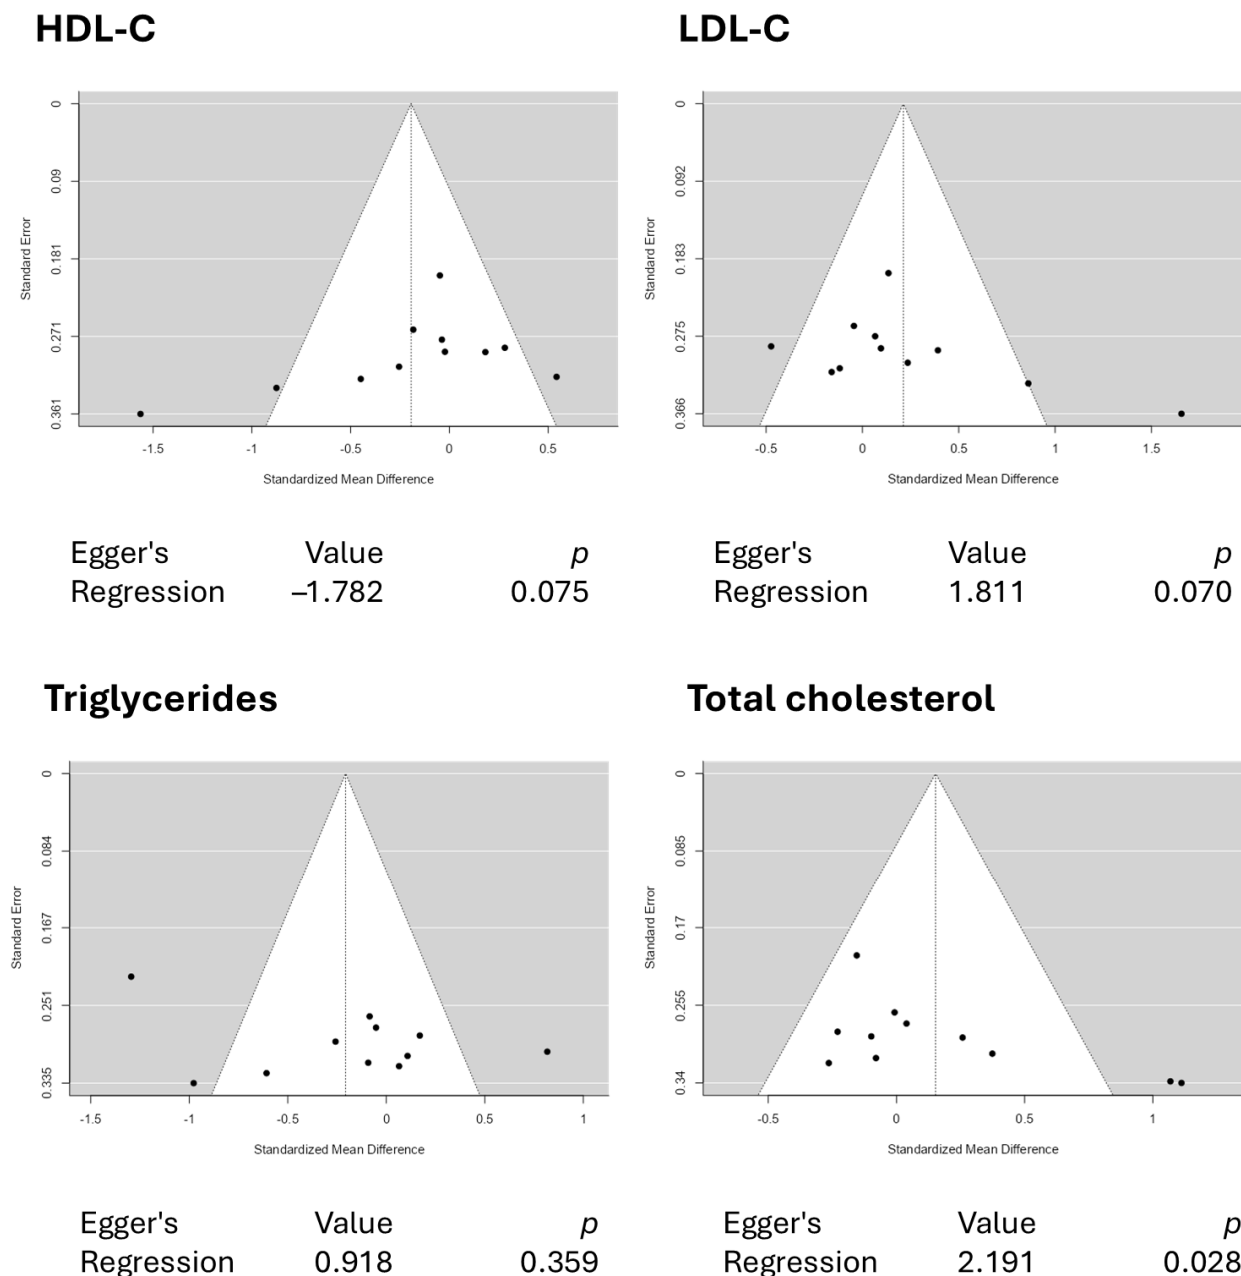 HDL-C
LDL-C
0
0.09
0.181
0.271
0.361
Standard Error
-1.5
-1
-0.5
0
0.5
Standardized Mean Difference
0
0.092
0.183
0.275
0.366
Standard Error
-0.5
0
0.5
1
1.5
Standardized Mean Difference
Egger's Value p
Regression –1.782 0.075
Egger's Value p
Regression 1.811 0.070
Triglycerides
Total cholesterol
0
0.084
0.167
0.251
0.335
Standard Error
-1.5
-1
-0.5
0
0.5
1
Standardized Mean Difference
0
0.085
0.17
0.255
0.34
Standard Error
-0.5
0
0.5
1
Standardized Mean Difference
Egger's Value p
Regression 0.918 0.359
Egger's Value p
Regression 2.191 0.028